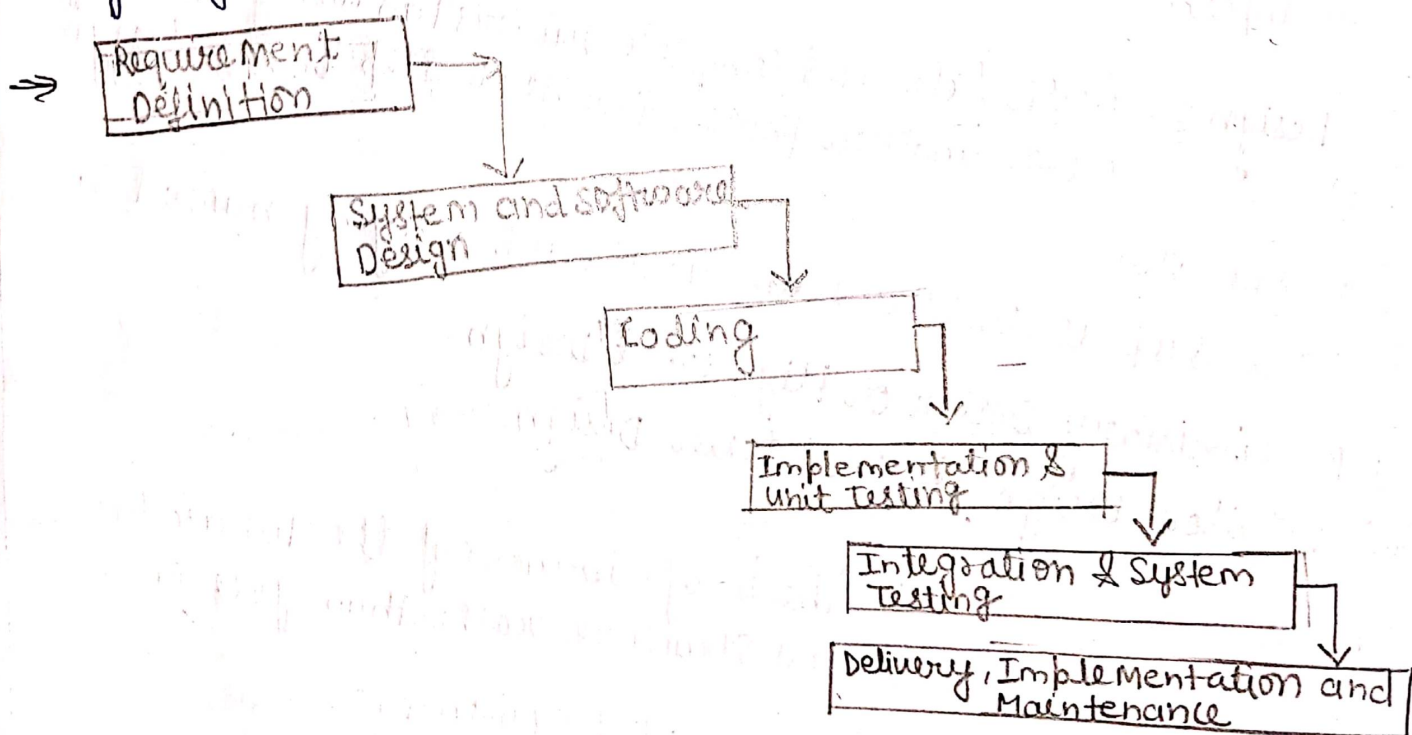 Requirement
Definition
System and software
Design
Coding
Implementation &
Unit Testing
Integration & System
Testing
Delivery, Implementation and
Maintenance